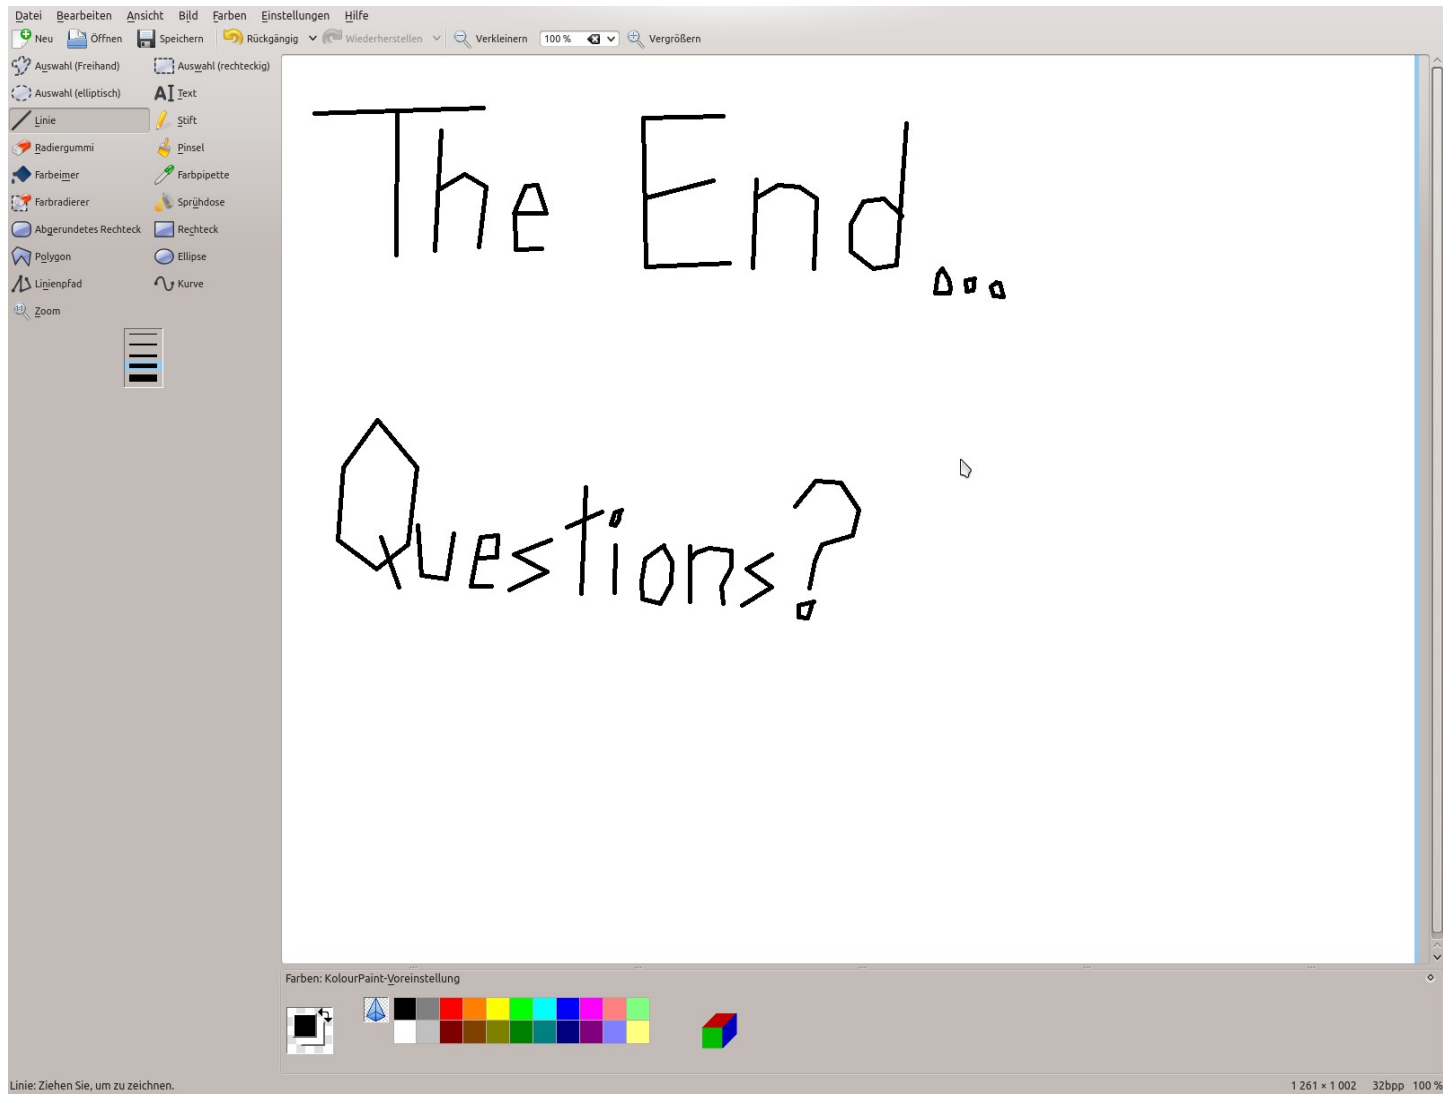 Datei Bearbeiten Ansicht Bild Farben Einstellungen Hilfe
Neu Öffnen Speichern Rückgängig Wiederherstellen Verkleinern 100 % Vergrößern
Auswahl (Freihand) Auswahl (rechteckig)
Auswahl (elliptisch) Text
Linie Stift
Radiergummi Pinsel
Farbeimer Farbpipette
Farbradierer Sprühdose
Abgerundetes Rechteck Rechteck
Polygon Ellipse
Linienpfad Kurve
Zoom
The End...
Questions?
Farben: KolourPaint-Voreinstellung
Linie: Ziehen Sie, um zu zeichnen. 1 261 × 1 002 32bpp 100 %